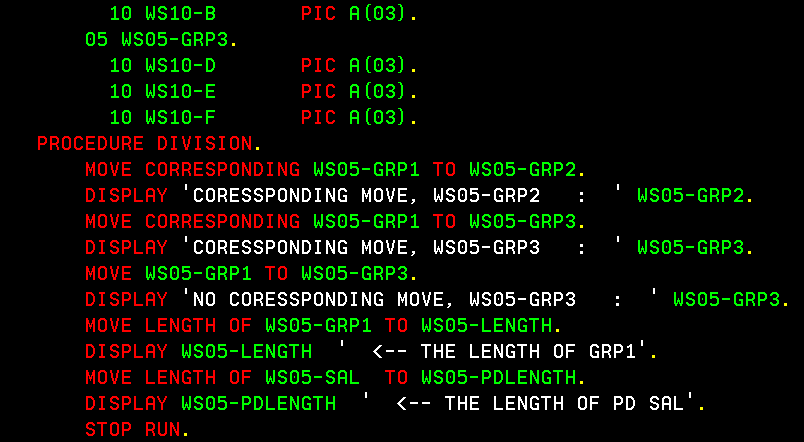 10 WS10-B       PIC A(03).
05 WS05-GRP3.
10 WS10-D       PIC A(03).
10 WS10-E       PIC A(03).
10 WS10-F       PIC A(03).
PROCEDURE DIVISION.
MOVE CORRESPONDING WS05-GRP1 TO WS05-GRP2.
DISPLAY 'CORESSPONDING MOVE, WS05-GRP2   :  ' WS05-GRP2.
MOVE CORRESPONDING WS05-GRP1 TO WS05-GRP3.
DISPLAY 'CORESSPONDING MOVE, WS05-GRP3   :  ' WS05-GRP3.
MOVE WS05-GRP1 TO WS05-GRP3.
DISPLAY 'NO CORESSPONDING MOVE, WS05-GRP3   :  ' WS05-GRP3.
MOVE LENGTH OF WS05-GRP1 TO WS05-LENGTH.
DISPLAY WS05-LENGTH  '  <-- THE LENGTH OF GRP1'.
MOVE LENGTH OF WS05-SAL  TO WS05-PDLENGTH.
DISPLAY WS05-PDLENGTH  '  <-- THE LENGTH OF PD SAL'.
STOP RUN.